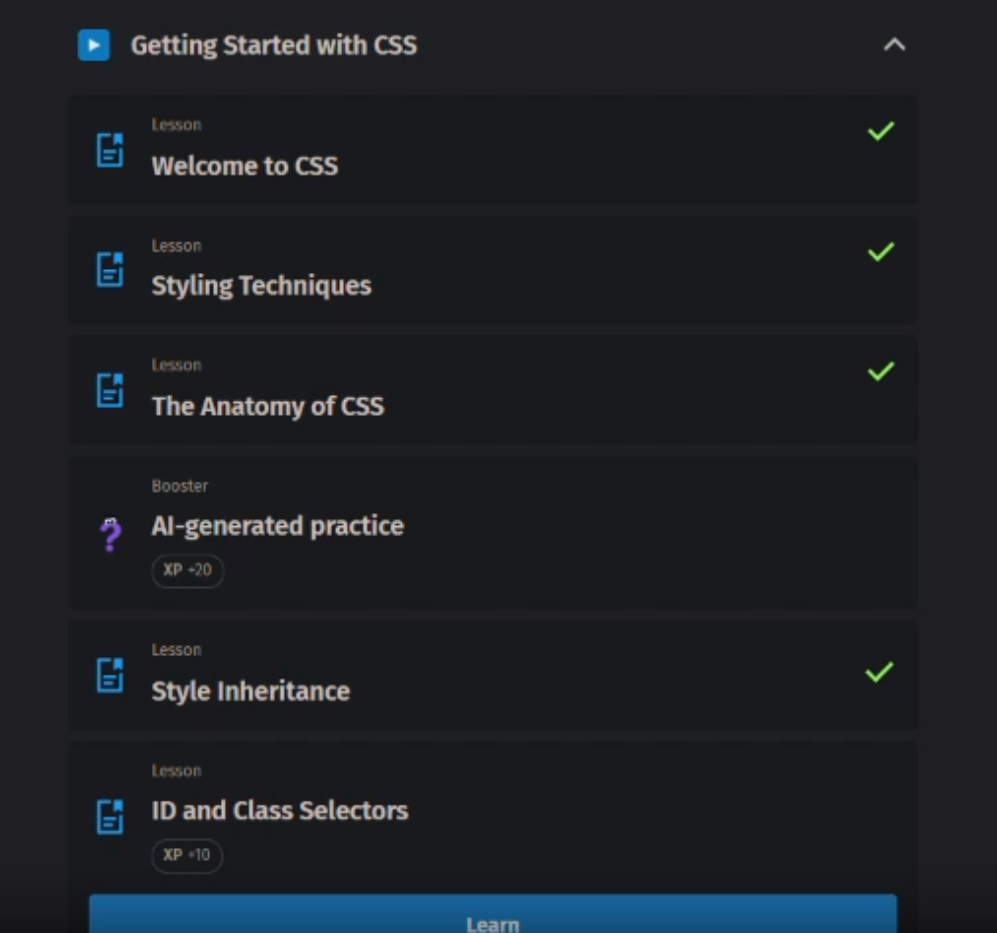 Getting Started with CSS
Lesson
Welcome to CSS
Lesson
Styling Techniques
Lesson
The Anatomy of CSS
Booster
AI-generated practice
XP +20
Lesson
Style Inheritance
Lesson
ID and Class Selectors
XP +10
Learn